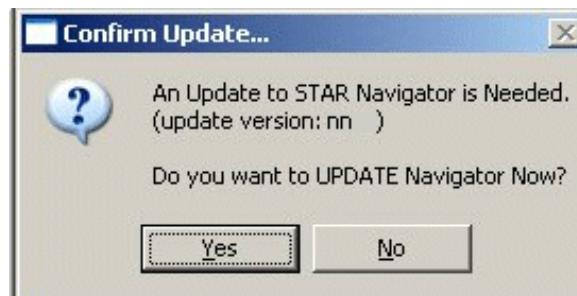 Confirm Update...
An Update to STAR Navigator is Needed.
(update version: nn )
Do you want to UPDATE Navigator Now?
Yes No